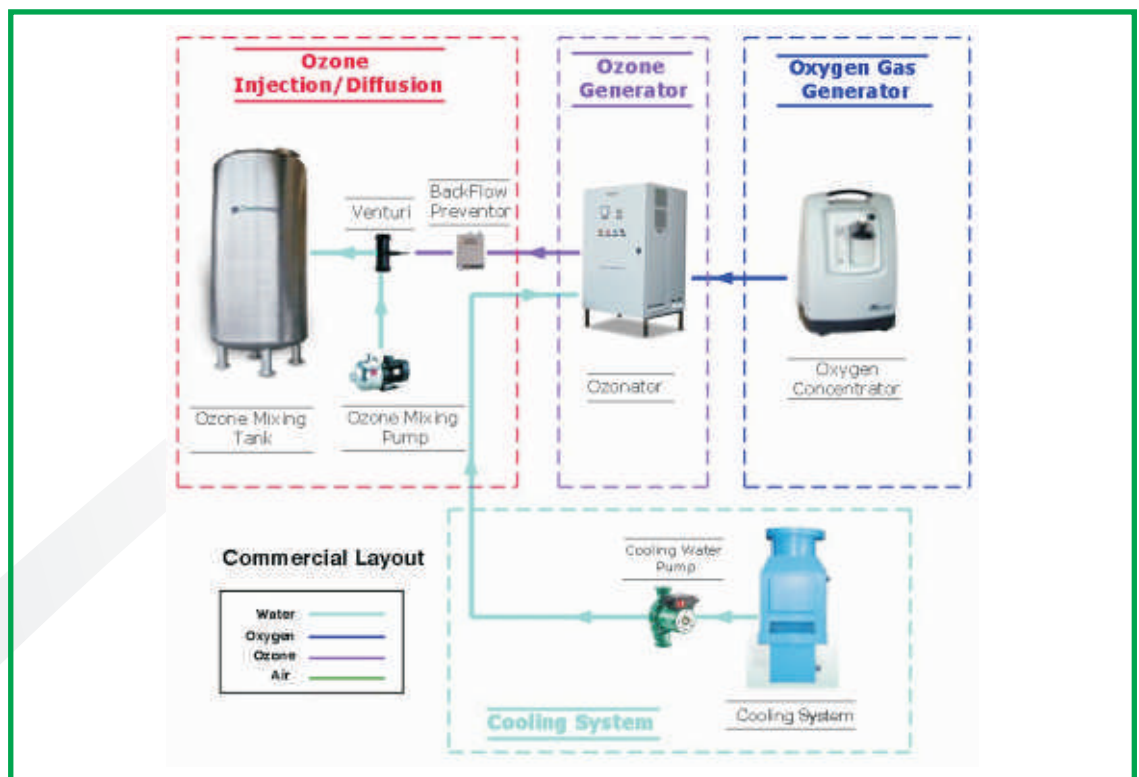 Ozone
Injection/Diffusion
Ozone
Generator
Oxygen Gas
Generator
Venturi
BackFlow
Preventor
Ozone Mixing
Tank
Ozone Mixing
Pump
Ozonator
Oxygen
Concentrator
Commercial Layout
Water
Oxygen
Ozone
Air
Cooling Water
Pump
Cooling System
Cooling System